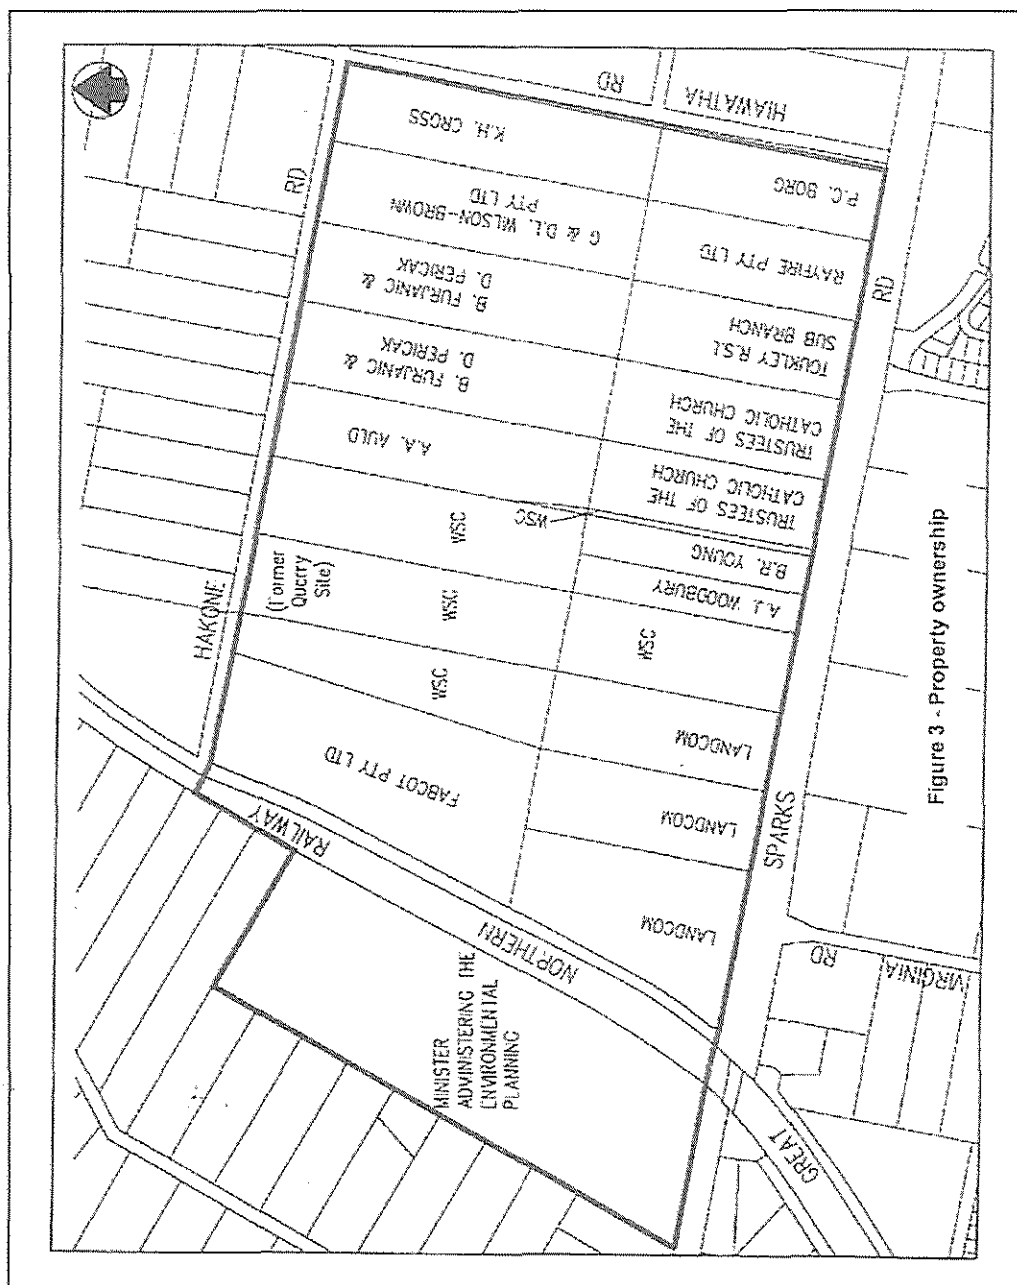 HAKONE
RD
HIAWATHA
RD
SPARKS
RD
VIRGINIA
RD
GREAT
NORTHERN
RAILWAY
K.H. CROSS
G & D.L. WILSON-BROWN
PTY LTD
B. FURJANIC &
D. PERICAK
B. FURJANIC &
D. PERICAK
A.A. AULD
WSC
WSC
WSC
WSC
(Former
Quarry
Site)
FABCOT PTY LTD
P.C. BORG
RAYFIRE PTY LTD
TOUKLEY R.S.L
SUB BRANCH
TRUSTEES OF THE
CATHOLIC CHURCH
TRUSTEES OF THE
CATHOLIC CHURCH
B.R. YOUNG
A.J. WOODBURY
WSC
LANDCOM
LANDCOM
LANDCOM
MINISTER
ADMINISTERING THE
ENVIRONMENTAL
PLANNING
Figure 3 - Property ownership